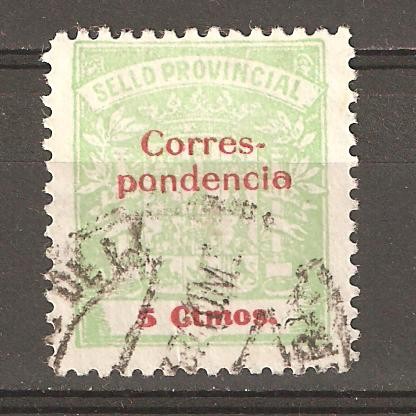 SELLO PROVINCIAL
Corres-
pondencia
5 Ctmos.